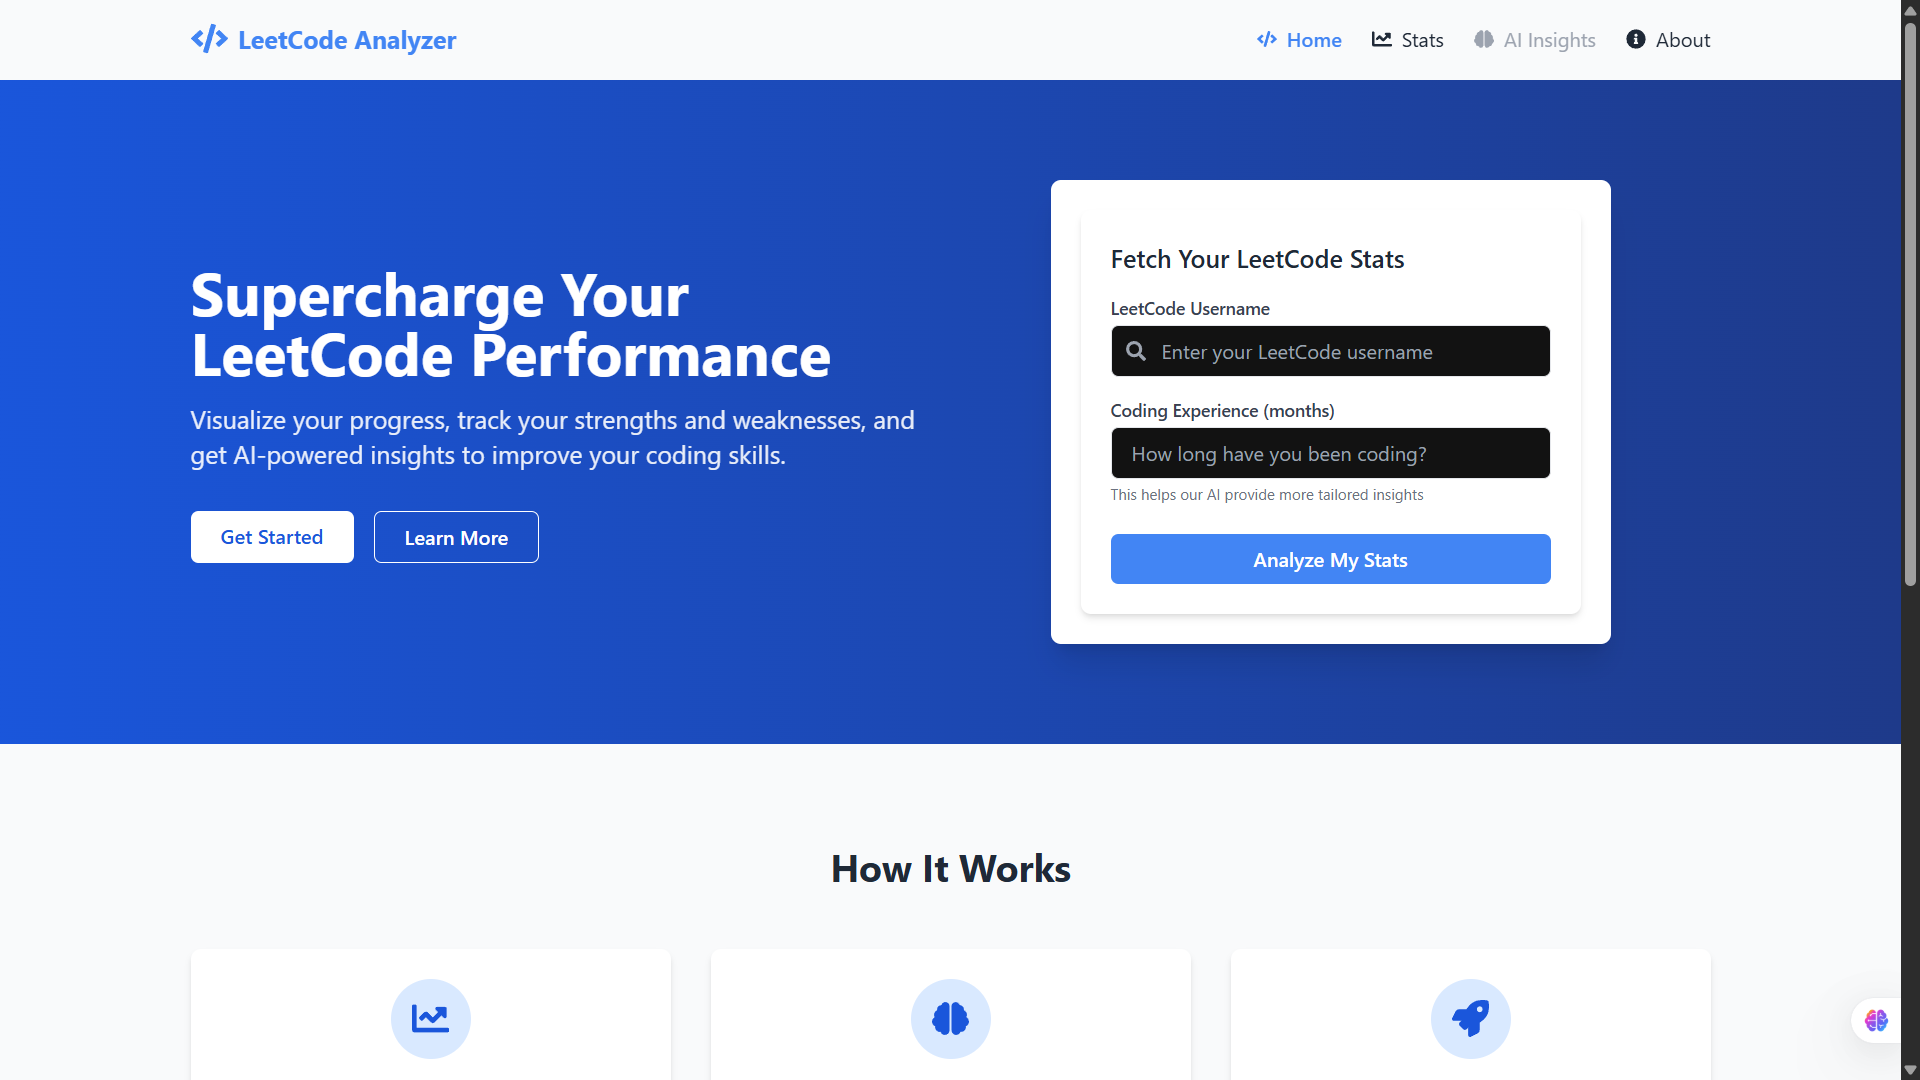 LeetCode Analyzer
Home
Stats
AI Insights
About
Supercharge Your
LeetCode Performance
Visualize your progress, track your strengths and weaknesses, and
get AI-powered insights to improve your coding skills.
Get Started
Learn More
Fetch Your LeetCode Stats
LeetCode Username
Enter your LeetCode username
Coding Experience (months)
How long have you been coding?
This helps our AI provide more tailored insights
Analyze My Stats
How It Works